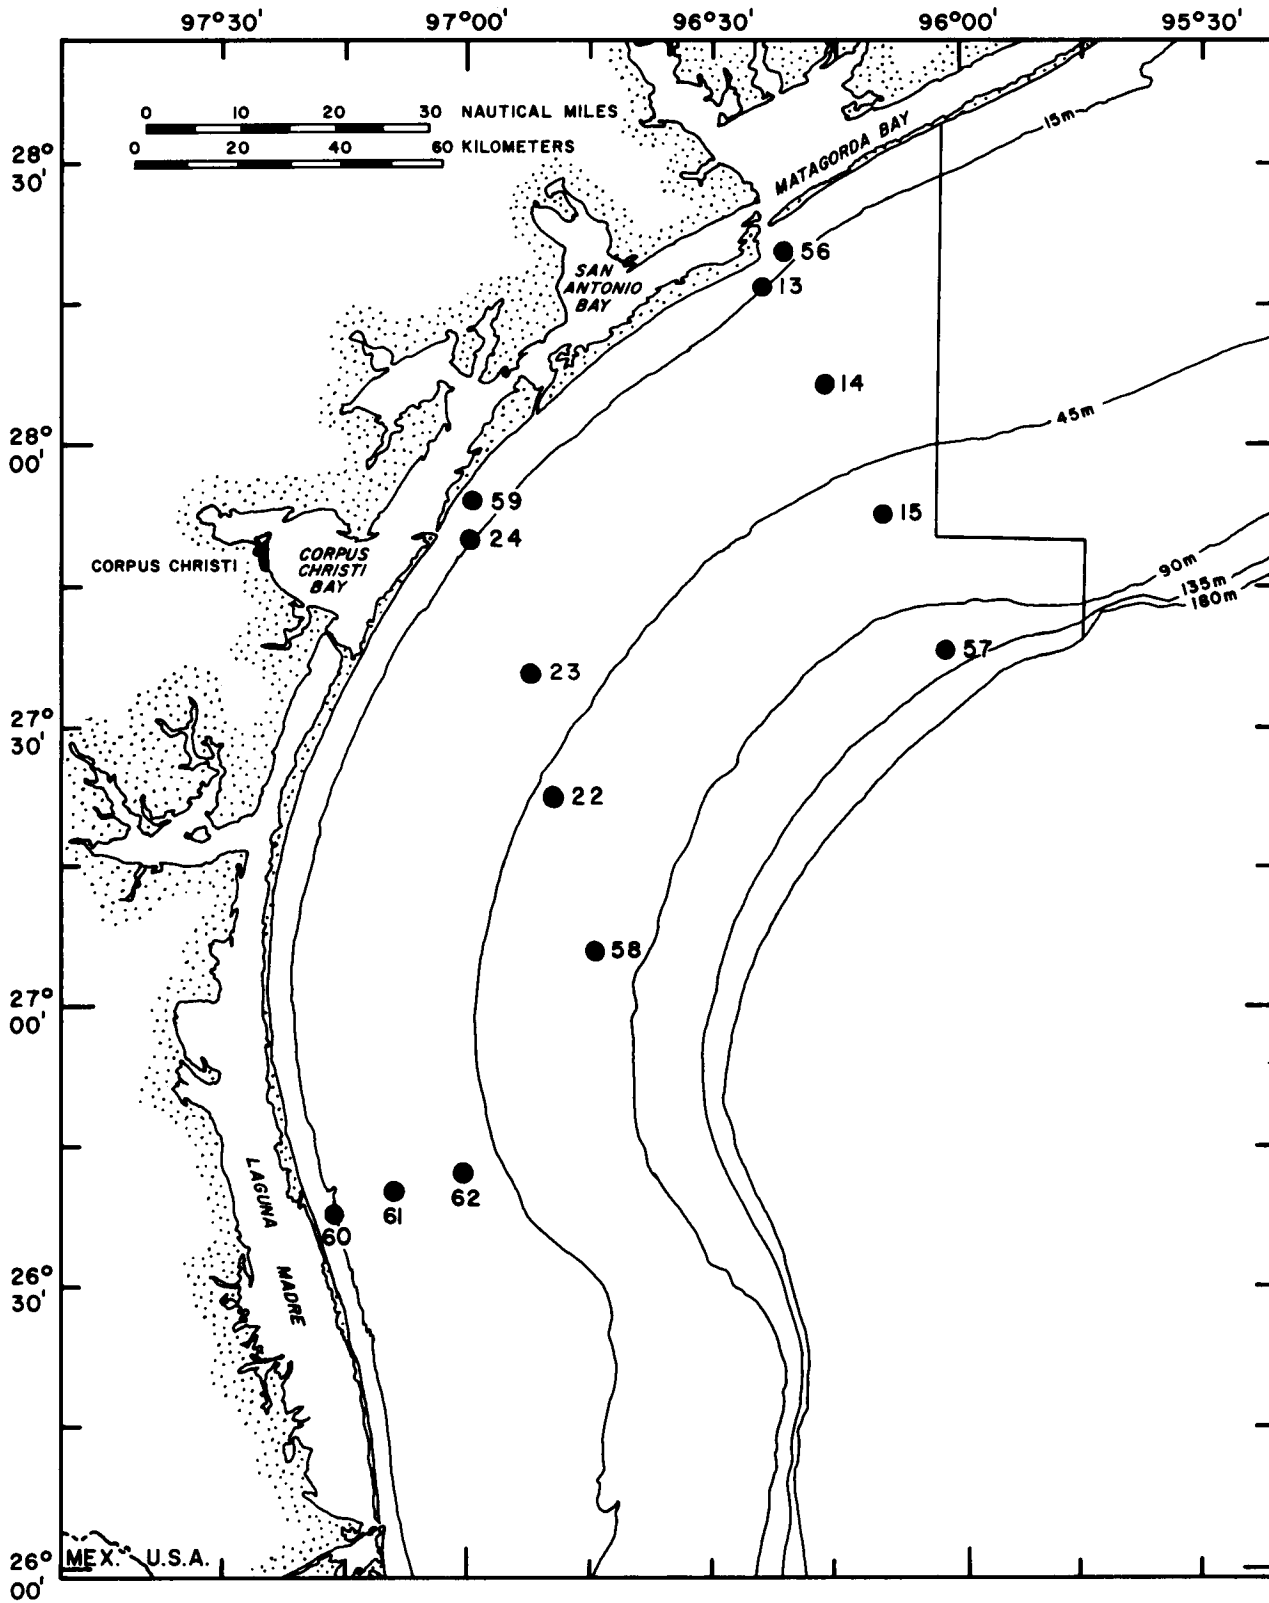 97°30' 97°00' 96°30' 96°00' 95°30'
0 10 20 30 NAUTICAL MILES
0 20 40 60 KILOMETERS
15m
MATAGORDA BAY
28°
30'
56
SAN
ANTONIO
BAY
13
14
45m
28°
00'
59
15
24
CORPUS CHRISTI
CORPUS
CHRISTI
BAY
90m
135m
180m
57
23
27°
30'
22
58
27°
00'
LAGUNA MADRE
62
61
60
26°
30'
MEX. U.S.A.
26°
00'